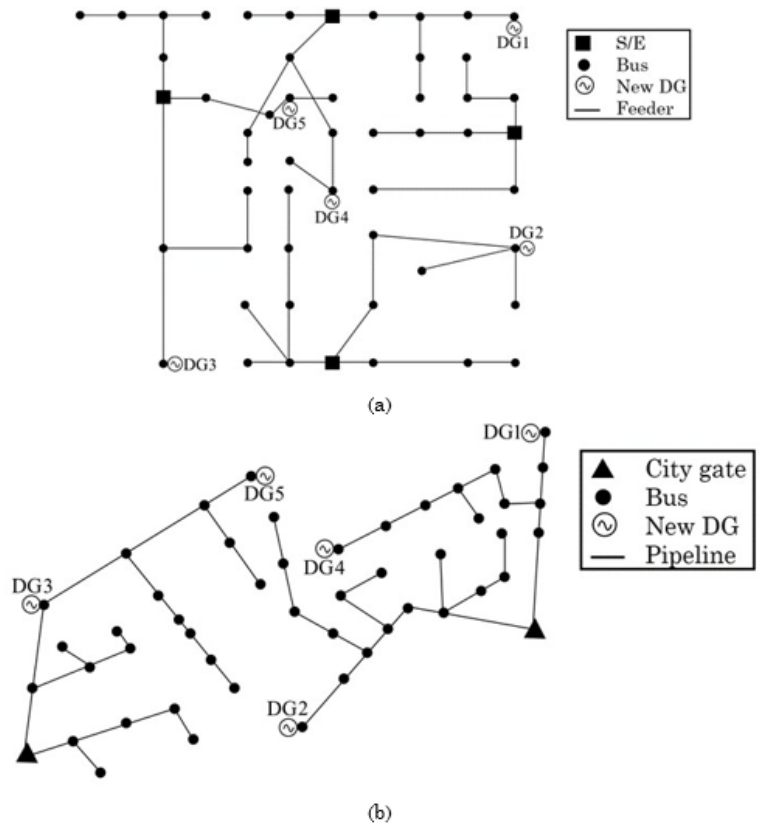 DG1
S/E
Bus
New DG
Feeder
DG5
DG4
DG2
DG3
(a)
DG1
City gate
Bus
New DG
Pipeline
DG5
DG4
DG3
DG2
(b)